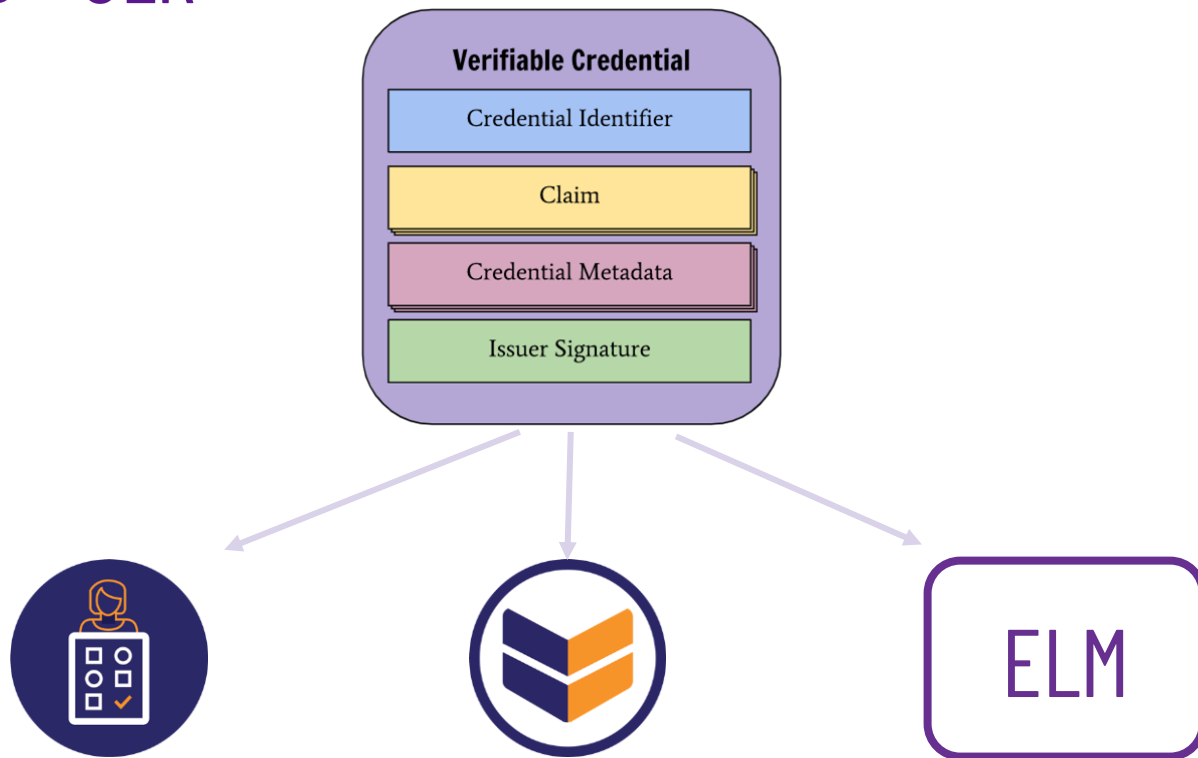 Verifiable Credential
Credential Identifier
Claim
Credential Metadata
Issuer Signature
ELM